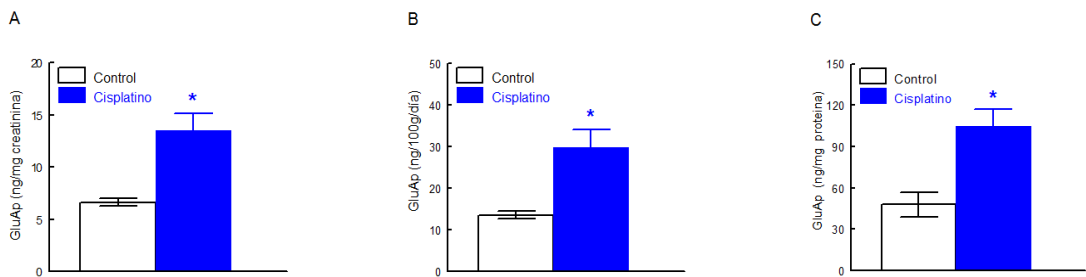 A
GluAp (ng/mg creatinina)
20
15
10
5
0
Control
Cisplatino
*
B
GluAp (ng/100g/día)
50
40
30
20
10
0
Control
Cisplatino
*
C
GluAp (ng/mg proteina)
150
120
90
60
30
0
Control
Cisplatino
*